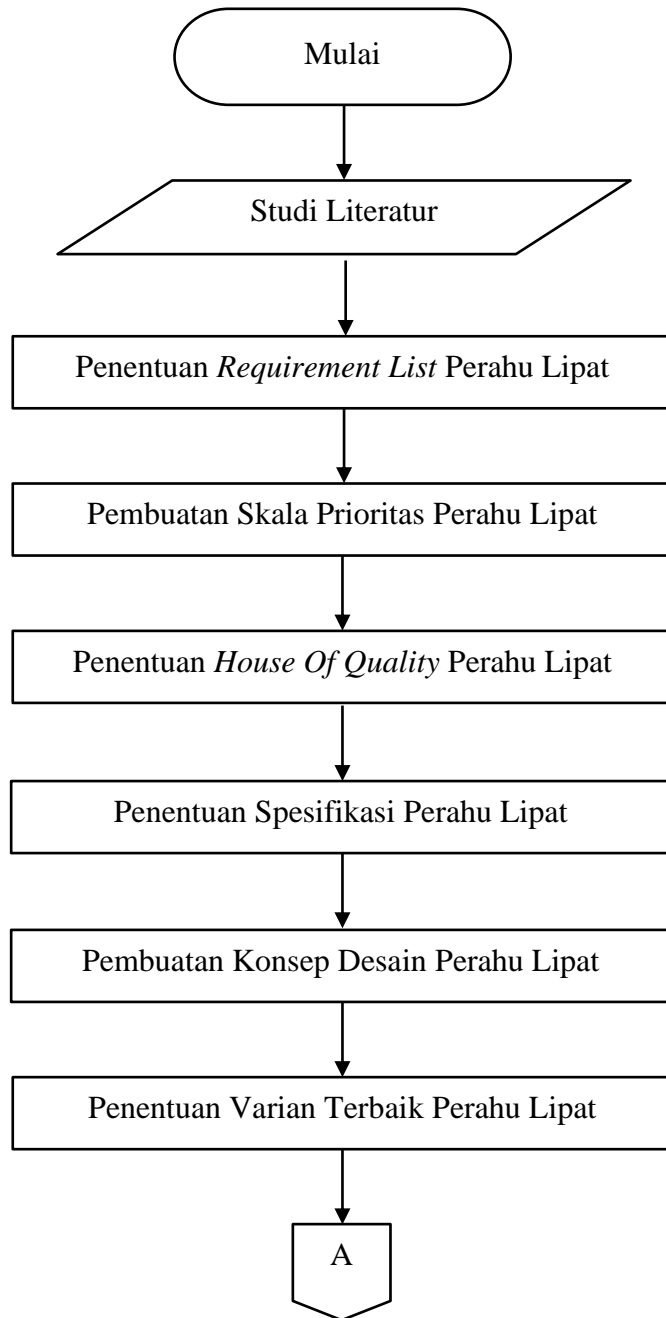 Mulai
Studi Literatur
Penentuan Requirement List Perahu Lipat
Pembuatan Skala Prioritas Perahu Lipat
Penentuan House Of Quality Perahu Lipat
Penentuan Spesifikasi Perahu Lipat
Pembuatan Konsep Desain Perahu Lipat
Penentuan Varian Terbaik Perahu Lipat
A